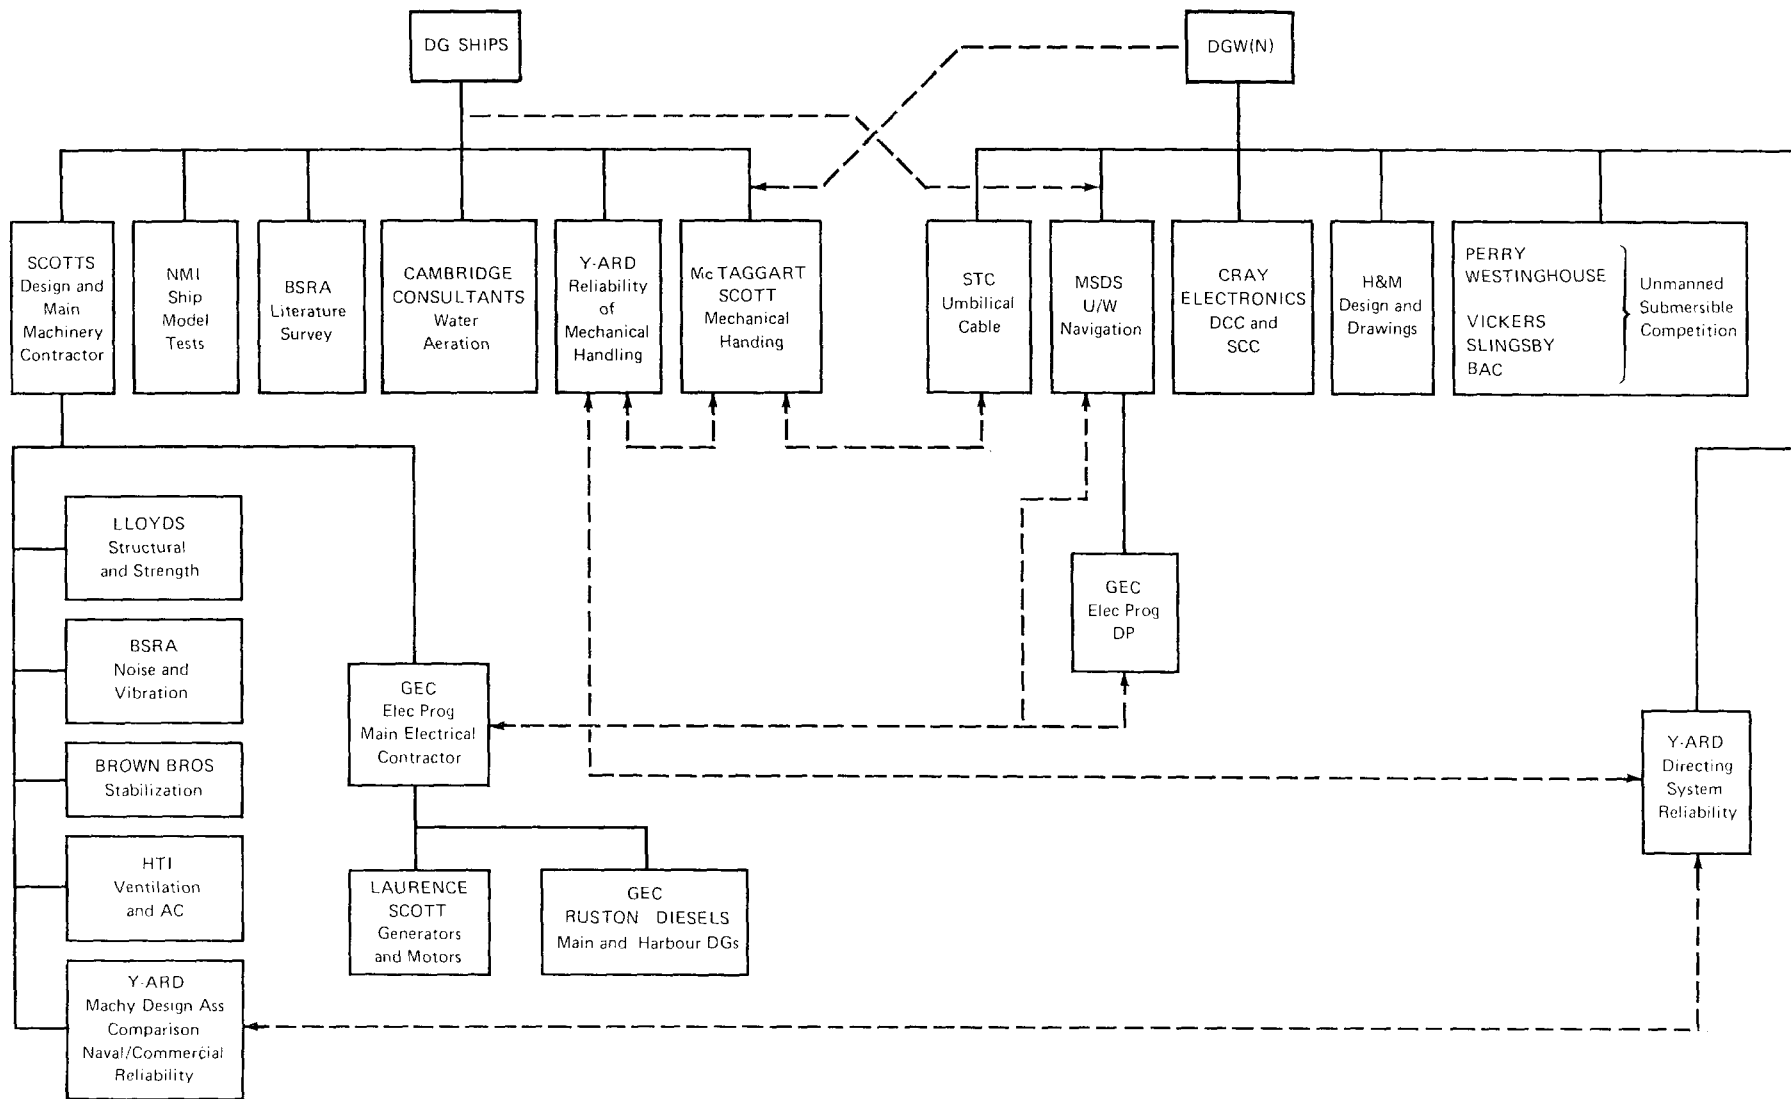 DG SHIPS
DGW(N)
SCOTTS
Design and
Main
Machinery
Contractor
NMI
Ship
Model
Tests
BSRA
Literature
Survey
CAMBRIDGE
CONSULTANTS
Water
Aeration
Y-ARD
Reliability
of
Mechanical
Handling
Mc TAGGART
SCOTT
Mechanical
Handing
STC
Umbilical
Cable
MSDS
U/W
Navigation
CRAY
ELECTRONICS
DCC and
SCC
H&M
Design and
Drawings
PERRY
WESTINGHOUSE
VICKERS
SLINGSBY
BAC
Unmanned
Submersible
Competition
LLOYDS
Structural
and Strength
BSRA
Noise and
Vibration
BROWN BROS
Stabilization
HTI
Ventilation
and AC
Y-ARD
Machy Design Ass
Comparison
Naval/Commercial
Reliability
GEC
Elec Prog
Main Electrical
Contractor
LAURENCE
SCOTT
Generators
and Motors
GEC
RUSTON DIESELS
Main and Harbour DGs
GEC
Elec Prog
DP
Y-ARD
Directing
System
Reliability